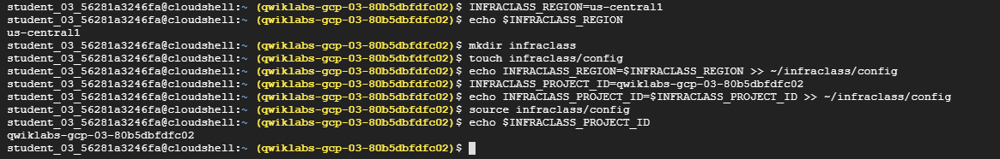 student_03_56281a3246fa@cloudshell:~ (qwiklabs-gcp-03-80b5dbfdfc02)$ INFRACLASS_REGION=us-central1
student_03_56281a3246fa@cloudshell:~ (qwiklabs-gcp-03-80b5dbfdfc02)$ echo $INFRACLASS_REGION
us-central1
student_03_56281a3246fa@cloudshell:~ (qwiklabs-gcp-03-80b5dbfdfc02)$ mkdir infraclass
student_03_56281a3246fa@cloudshell:~ (qwiklabs-gcp-03-80b5dbfdfc02)$ touch infraclass/config
student_03_56281a3246fa@cloudshell:~ (qwiklabs-gcp-03-80b5dbfdfc02)$ echo INFRACLASS_REGION=$INFRACLASS_REGION >> ~/infraclass/config
student_03_56281a3246fa@cloudshell:~ (qwiklabs-gcp-03-80b5dbfdfc02)$ INFRACLASS_PROJECT_ID=qwiklabs-gcp-03-80b5dbfdfc02
student_03_56281a3246fa@cloudshell:~ (qwiklabs-gcp-03-80b5dbfdfc02)$ echo INFRACLASS_PROJECT_ID=$INFRACLASS_PROJECT_ID >> ~/infraclass/config
student_03_56281a3246fa@cloudshell:~ (qwiklabs-gcp-03-80b5dbfdfc02)$ source infraclass/config
student_03_56281a3246fa@cloudshell:~ (qwiklabs-gcp-03-80b5dbfdfc02)$ echo $INFRACLASS_PROJECT_ID
qwiklabs-gcp-03-80b5dbfdfc02
student_03_56281a3246fa@cloudshell:~ (qwiklabs-gcp-03-80b5dbfdfc02)$